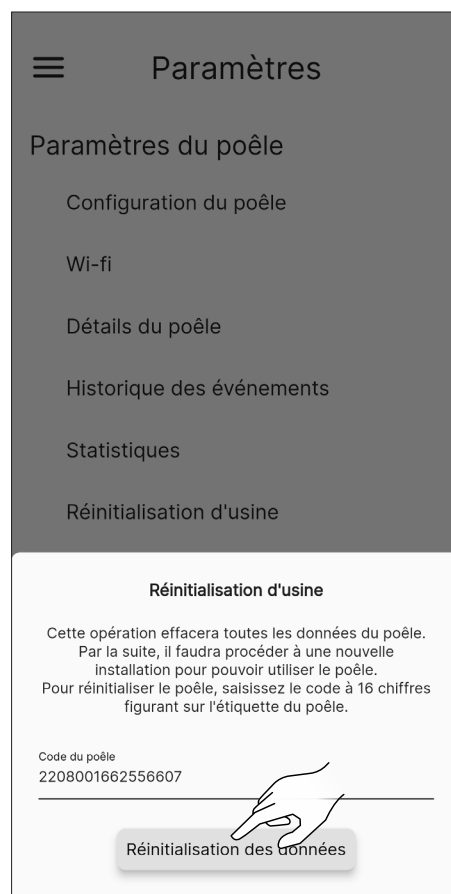 Paramètres
Paramètres du poêle
Configuration du poêle
Wi-fi
Détails du poêle
Historique des événements
Statistiques
Réinitialisation d'usine
Réinitialisation d'usine
Cette opération effacera toutes les données du poêle.
Par la suite, il faudra procéder à une nouvelle
installation pour pouvoir utiliser le poêle.
Pour réinitialiser le poêle, saisissez le code à 16 chiffres
figurant sur l'étiquette du poêle.
Code du poêle
2208001662556607
Réinitialisation des données